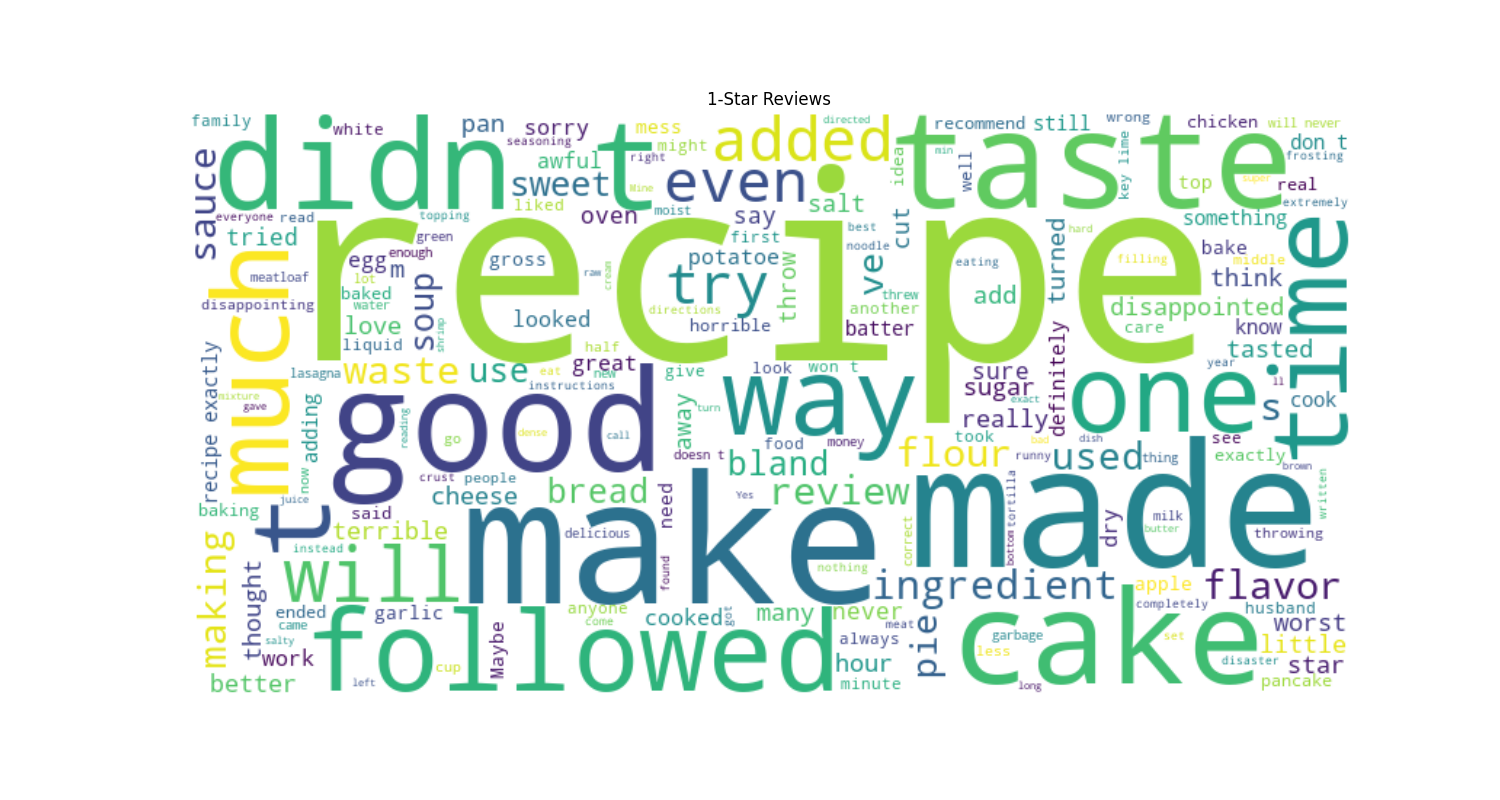 1-Star Reviews
family
white
pan
sorry
seasoning
mess
might
added
directed
recommend
still
wrong
chicken
will never
didn t
awful
right
taste
min
idea
well
key lime
don t
frosting
sauce
sweet
Mine
even
top
super
real
extremely
everyone
read
topping
liked
oven
moist
say
salt
cut
something
tried
green
enough
recipe
first
best
noodle
ve
turned
hard
bake
middle
meatloaf
egg
m
gross
raw
cream
potatoe
try
throw
eating
filling
think
much
lot
baked
water
soup
disappointing
love
shrimp
looked
directions
horrible
threw
another
batter
add
disappointed
care
know
time
liquid
half
definitely
tasted
recipe exactly
lasagna
waste
use
eat
new
great
instructions
give
look
won t
way
sure
sugar
exact
one
year
ll
s
cook
mixture
gave
adding
good
reading
go
dense
call
away
turn
really
took
bad
food
money
doesn t
bland
flour
runny
used
dish
thing
see
exactly
brown
now
juice
crust
people
cheese
bread
need
Yes
review
made
tortilla
bottom
dry
milk
butter
written
throwing
baking
t
said
terrible
make
delicious
found
correct
making
instead
will
nothing
ingredient
apple
flavor
thought
ended
came
salty
garlic
anyone
come
cooked
got
many
never
meat
always
pie
cake
garbage
less
set
completely
husband
worst
little
work
followed
cup
Maybe
hour
minute
disaster
star
better
left
long
pancake